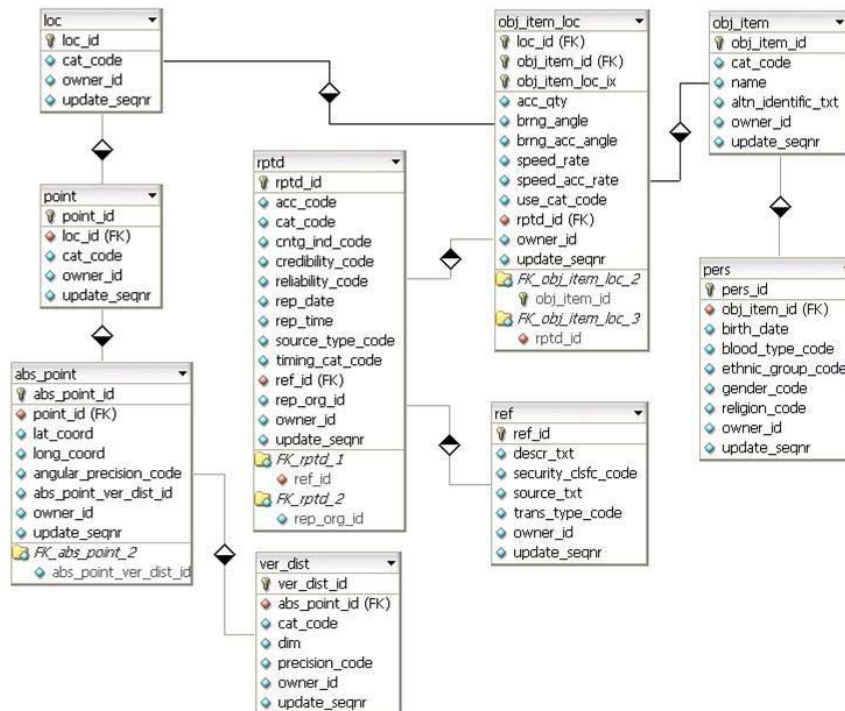 loc
loc_id
cat_code
owner_id
update_seqnr
point
point_id
loc_id (FK)
cat_code
owner_id
update_seqnr
abs_point
abs_point_id
point_id (FK)
lat_coord
long_coord
angular_precision_code
abs_point_ver_dist_id
owner_id
update_seqnr
FK_abs_point_2
abs_point_ver_dist_id
rptd
rptd_id
acc_code
cat_code
cntg_ind_code
credibility_code
reliability_code
rep_date
rep_time
source_type_code
timing_cat_code
ref_id (FK)
rep_org_id
owner_id
update_seqnr
FK_rptd_1
ref_id
FK_rptd_2
rep_org_id
ver_dist
ver_dist_id
abs_point_id (FK)
cat_code
dim
precision_code
owner_id
update_seqnr
obj_item_loc
loc_id (FK)
obj_item_id (FK)
obj_item_loc_ix
acc_qty
brng_angle
brng_acc_angle
speed_rate
speed_acc_rate
use_cat_code
rptd_id (FK)
owner_id
update_seqnr
FK_obj_item_loc_2
obj_item_id
FK_obj_item_loc_3
rptd_id
ref
ref_id
descr_txt
security_clsfc_code
source_txt
trans_type_code
owner_id
update_seqnr
obj_item
obj_item_id
cat_code
name
altn_identific_txt
owner_id
update_seqnr
pers
pers_id
obj_item_id (FK)
birth_date
blood_type_code
ethnic_group_code
gender_code
religion_code
owner_id
update_seqnr